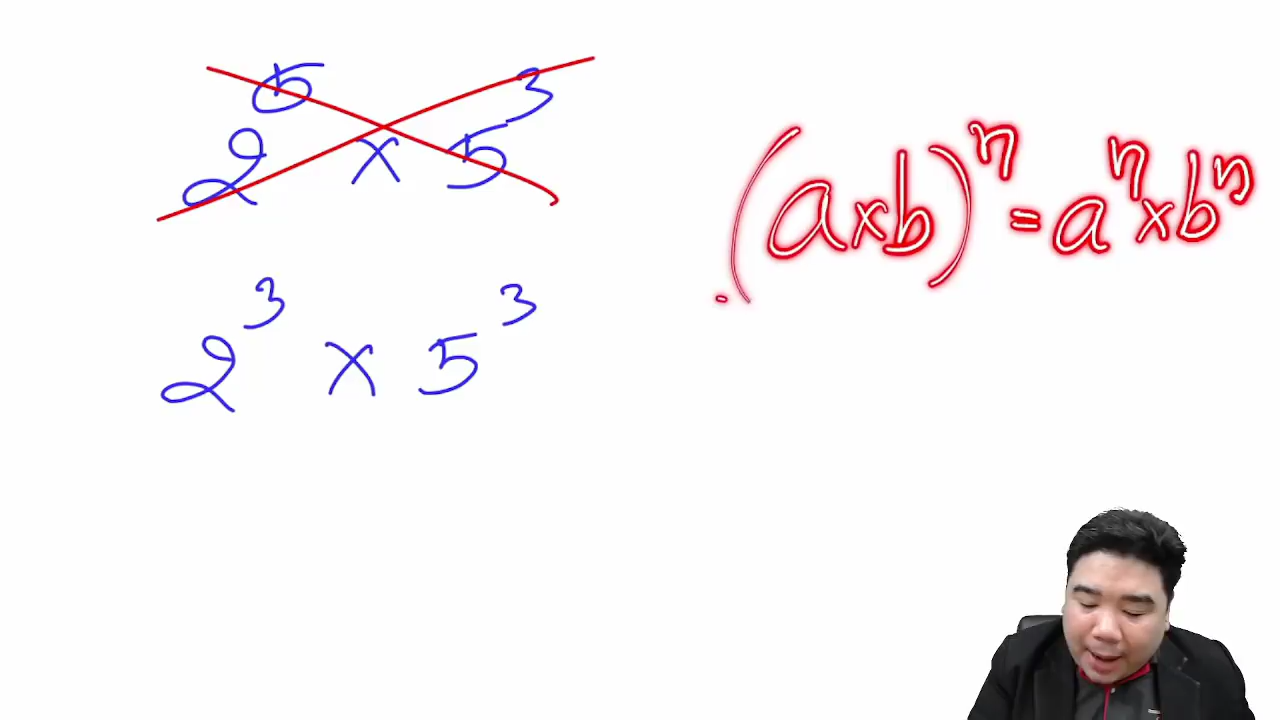 2⁵ × 5³
(a×b)ⁿ = aⁿ×bⁿ
2³ × 5³